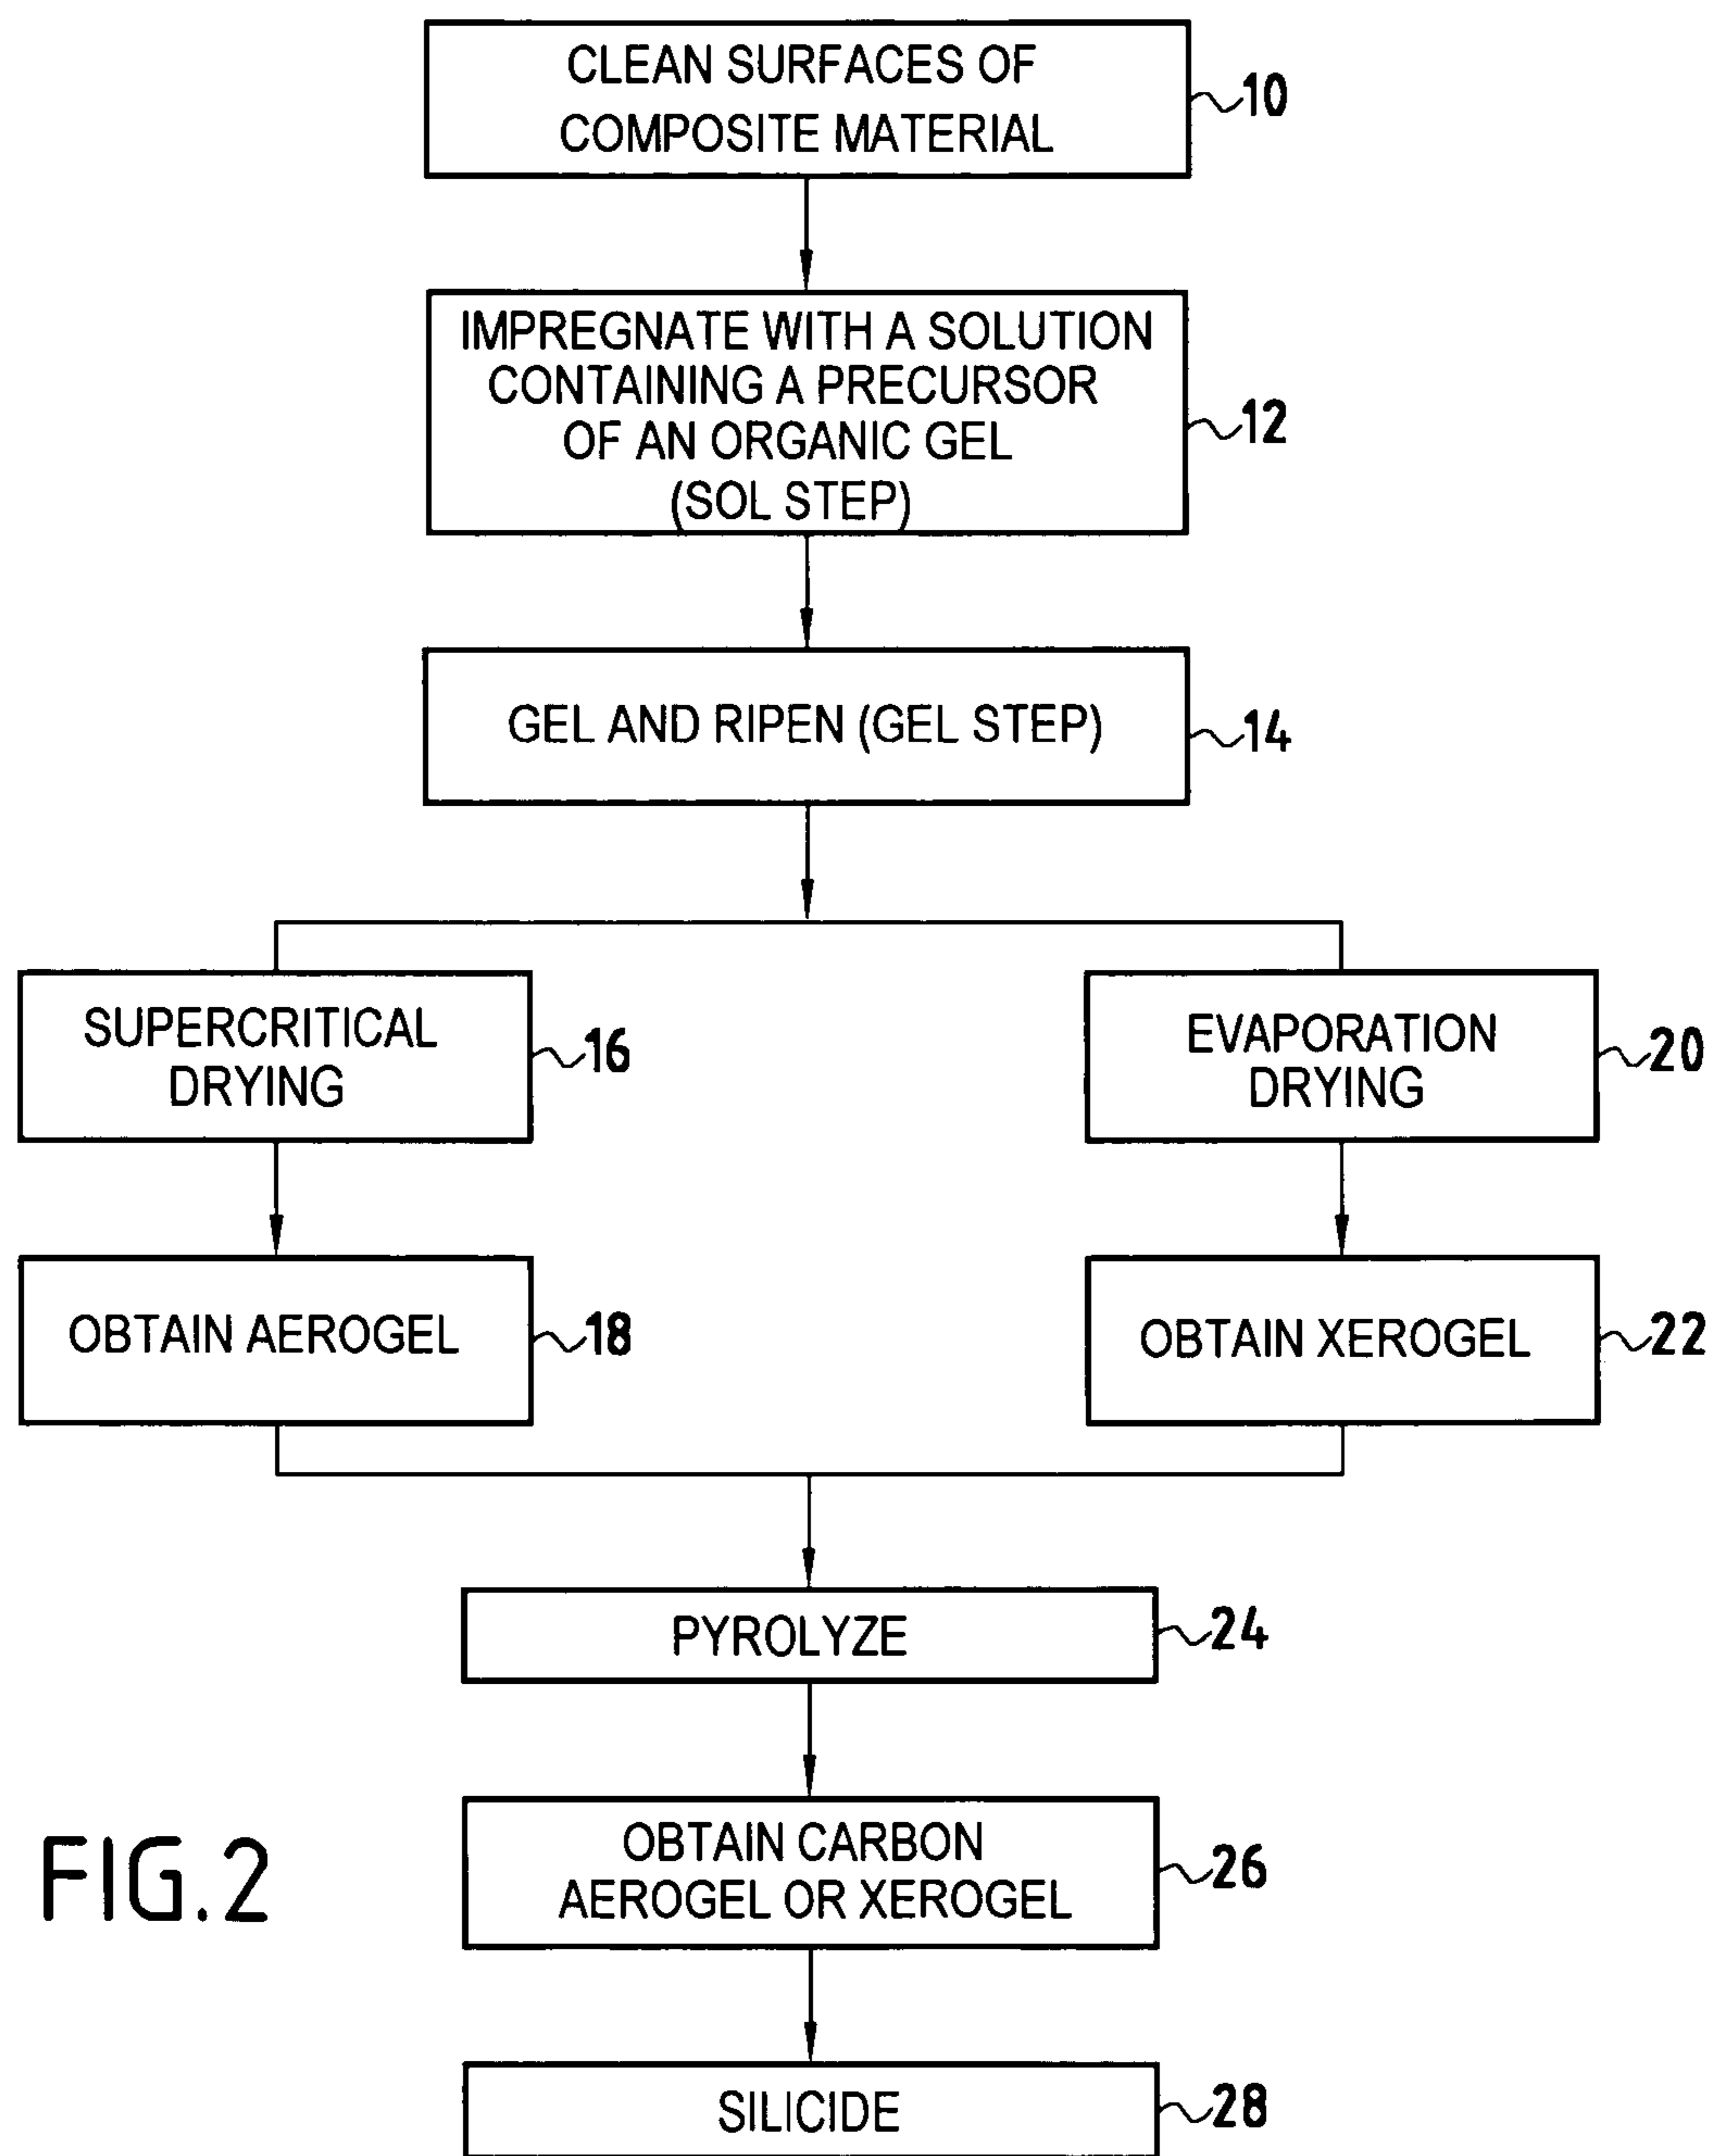 CLEAN SURFACES OF
COMPOSITE MATERIAL
10
IMPREGNATE WITH A SOLUTION
CONTAINING A PRECURSOR
OF AN ORGANIC GEL
(SOL STEP)
12
GEL AND RIPEN (GEL STEP)
14
SUPERCRITICAL
DRYING
16
EVAPORATION
DRYING
20
OBTAIN AEROGEL
18
OBTAIN XEROGEL
22
PYROLYZE
24
OBTAIN CARBON
AEROGEL OR XEROGEL
26
FIG.2
SILICIDE
28